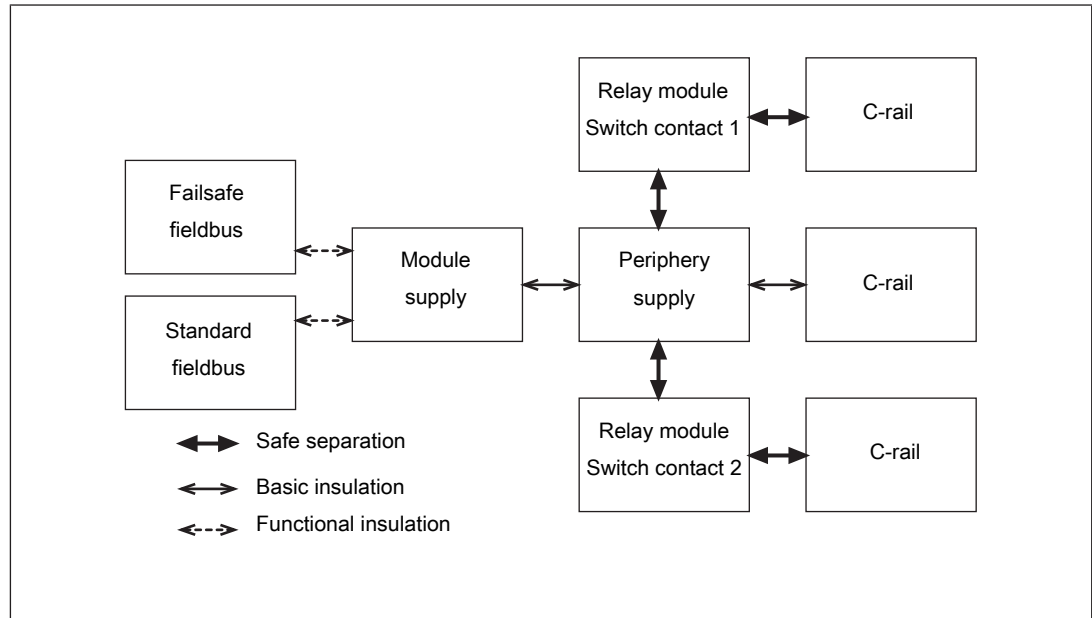 Relay module
Switch contact 1
C-rail
Failsafe
fieldbus
Module
supply
Periphery
supply
C-rail
Standard
fieldbus
Relay module
Switch contact 2
C-rail
Safe separation
Basic insulation
Functional insulation